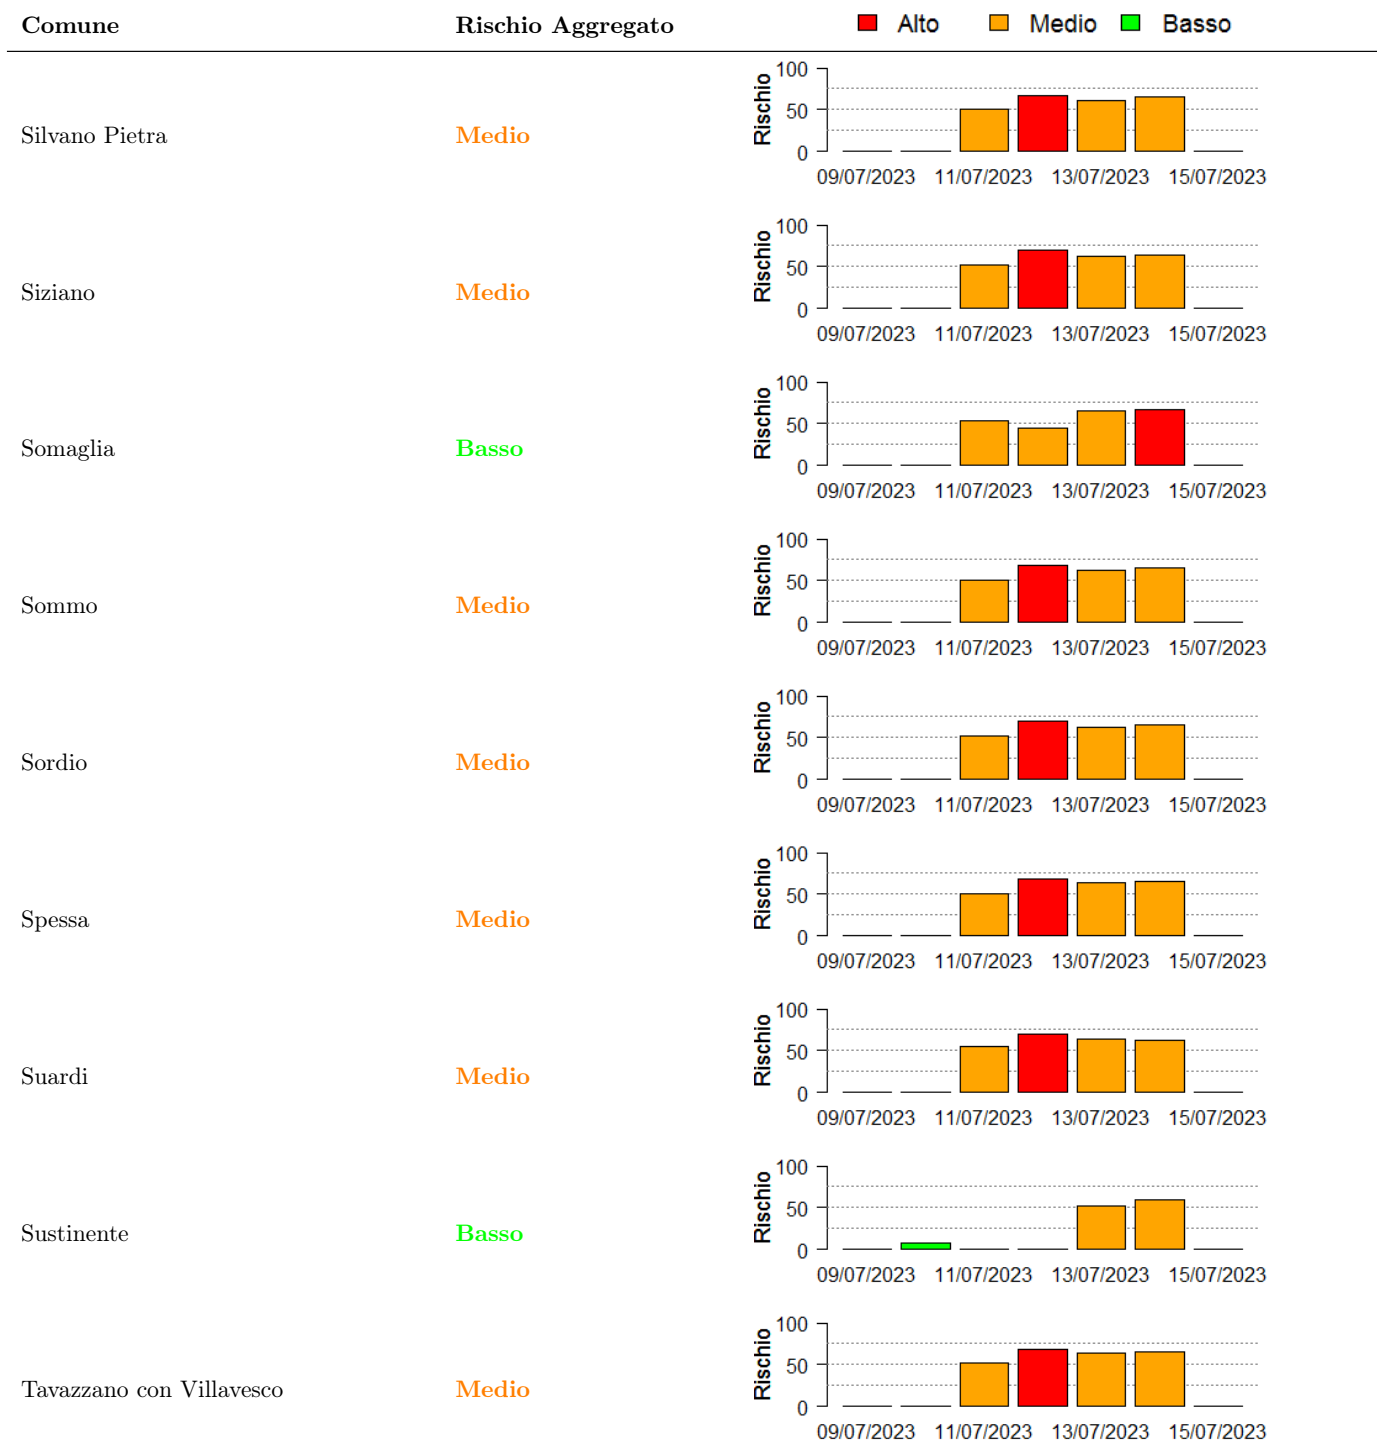 Comune Rischio Aggregato Alto Medio Basso
Silvano Pietra Medio
Rischio
100
50
0
09/07/2023 11/07/2023 13/07/2023 15/07/2023
Siziano Medio
Rischio
100
50
0
09/07/2023 11/07/2023 13/07/2023 15/07/2023
Somaglia Basso
Rischio
100
50
0
09/07/2023 11/07/2023 13/07/2023 15/07/2023
Sommo Medio
Rischio
100
50
0
09/07/2023 11/07/2023 13/07/2023 15/07/2023
Sordio Medio
Rischio
100
50
0
09/07/2023 11/07/2023 13/07/2023 15/07/2023
Spessa Medio
Rischio
100
50
0
09/07/2023 11/07/2023 13/07/2023 15/07/2023
Suardi Medio
Rischio
100
50
0
09/07/2023 11/07/2023 13/07/2023 15/07/2023
Sustinente Basso
Rischio
100
50
0
09/07/2023 11/07/2023 13/07/2023 15/07/2023
Tavazzano con Villavesco Medio
Rischio
100
50
0
09/07/2023 11/07/2023 13/07/2023 15/07/2023